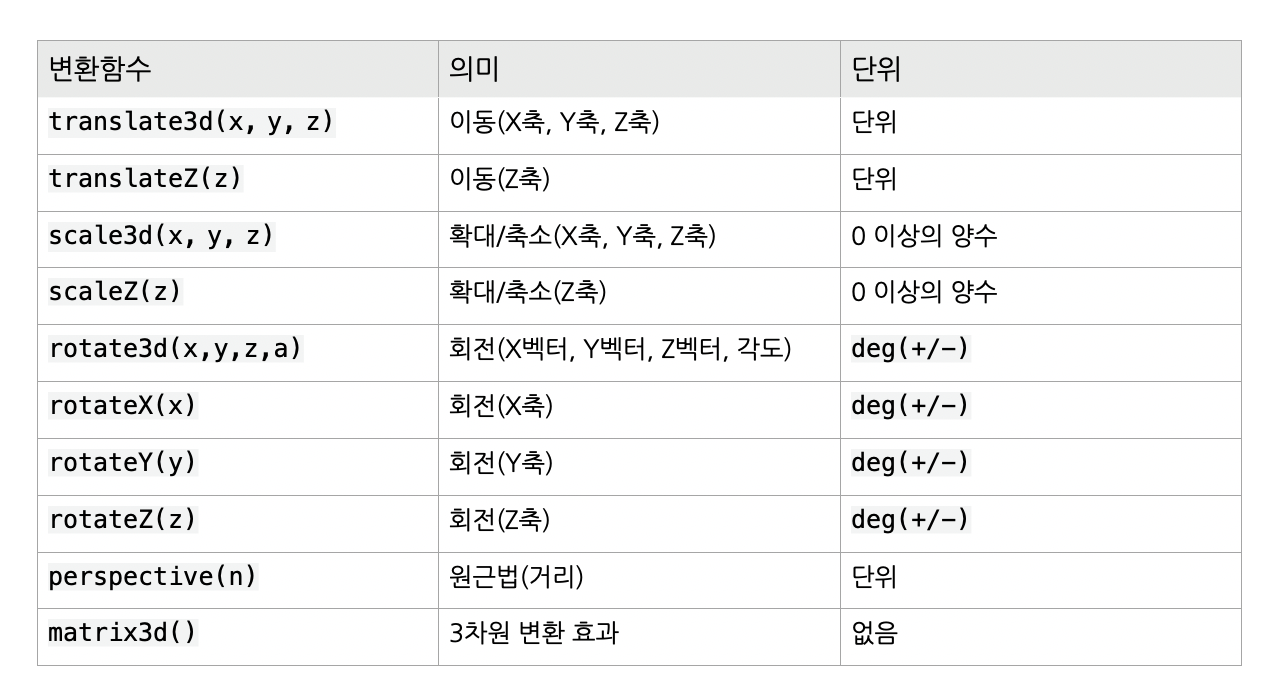 변환함수 의미 단위
translate3d(x, y, z) 이동(X축, Y축, Z축) 단위
translateZ(z) 이동(Z축) 단위
scale3d(x, y, z) 확대/축소(X축, Y축, Z축) 0 이상의 양수
scaleZ(z) 확대/축소(Z축) 0 이상의 양수
rotate3d(x,y,z,a) 회전(X벡터, Y벡터, Z벡터, 각도) deg(+/-)
rotateX(x) 회전(X축) deg(+/-)
rotateY(y) 회전(Y축) deg(+/-)
rotateZ(z) 회전(Z축) deg(+/-)
perspective(n) 원근법(거리) 단위
matrix3d() 3차원 변환 효과 없음